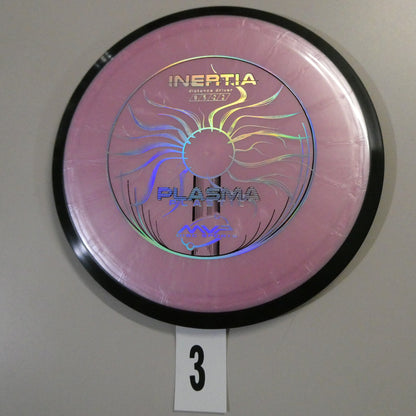 INERTIA
distance driver
PLASMA
MVP
3